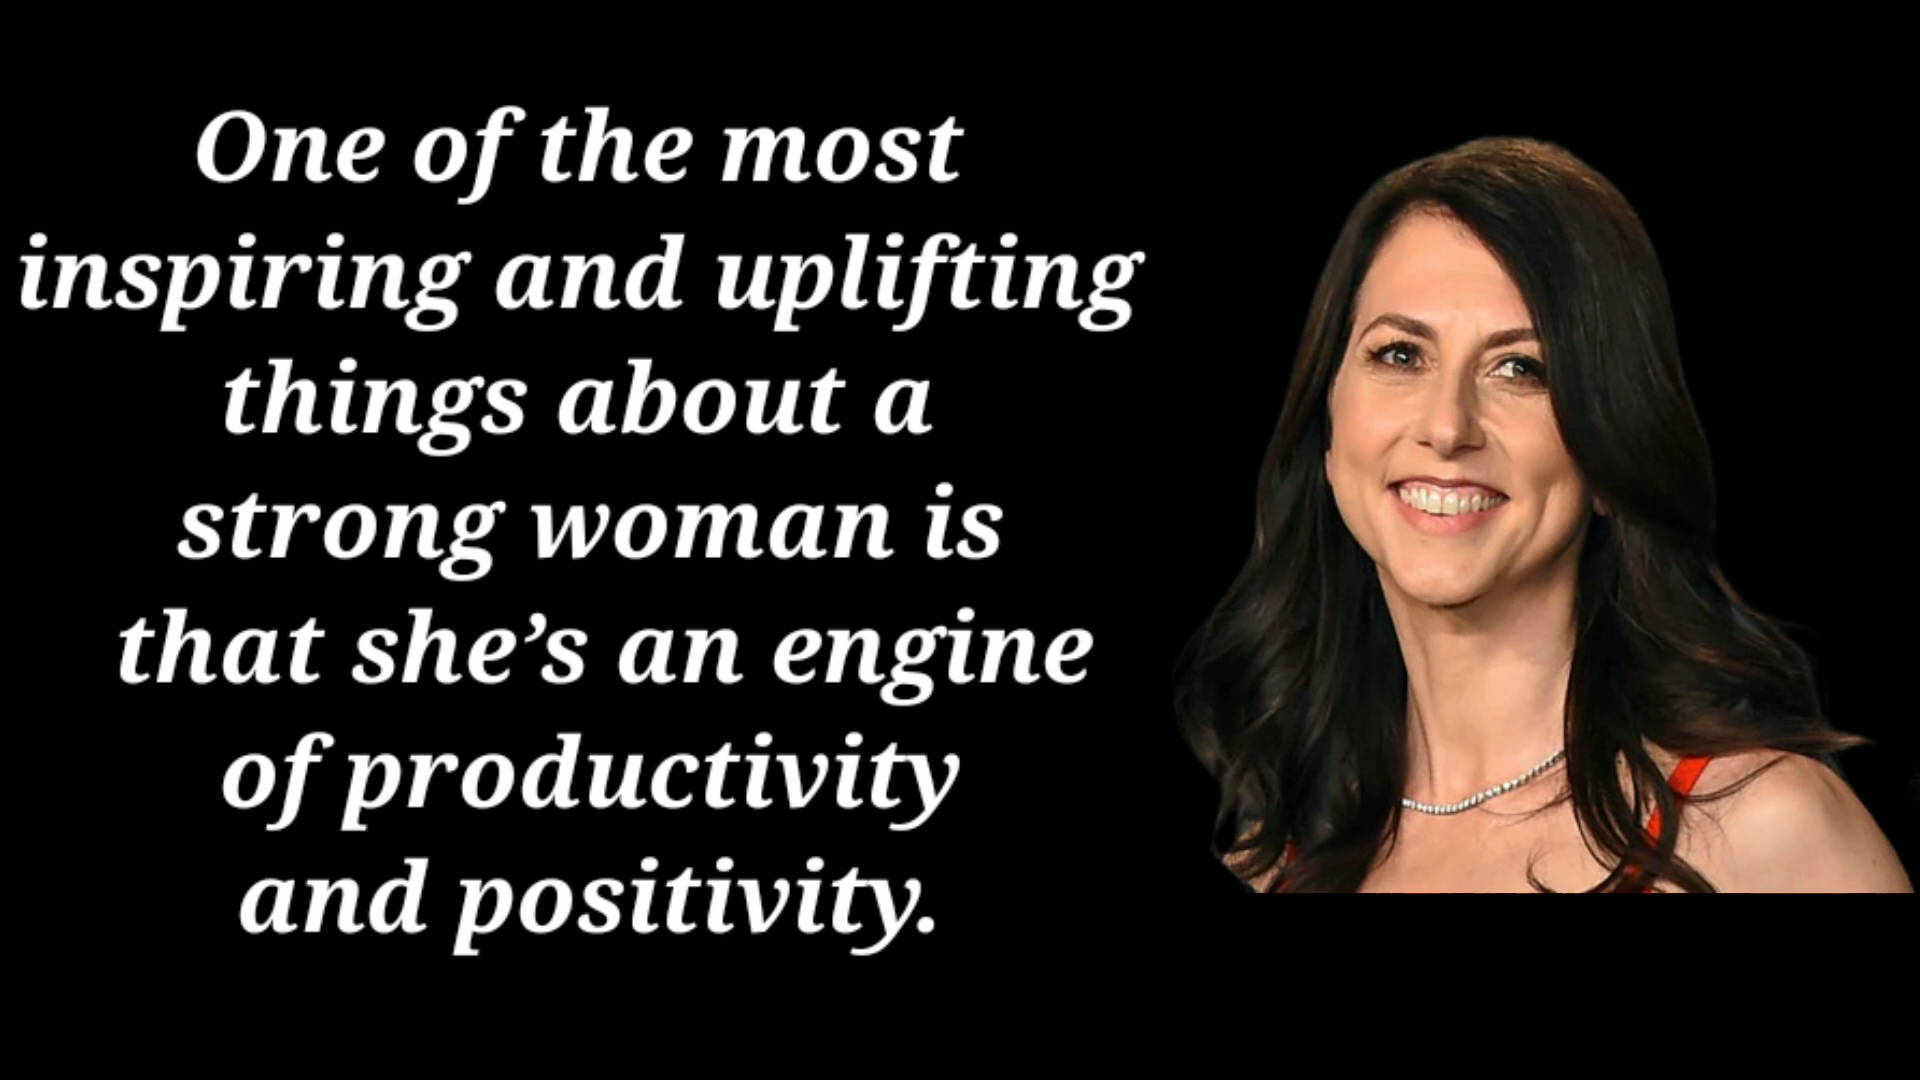 One of the most
inspiring and uplifting
things about a
strong woman is
that she’s an engine
of productivity
and positivity.